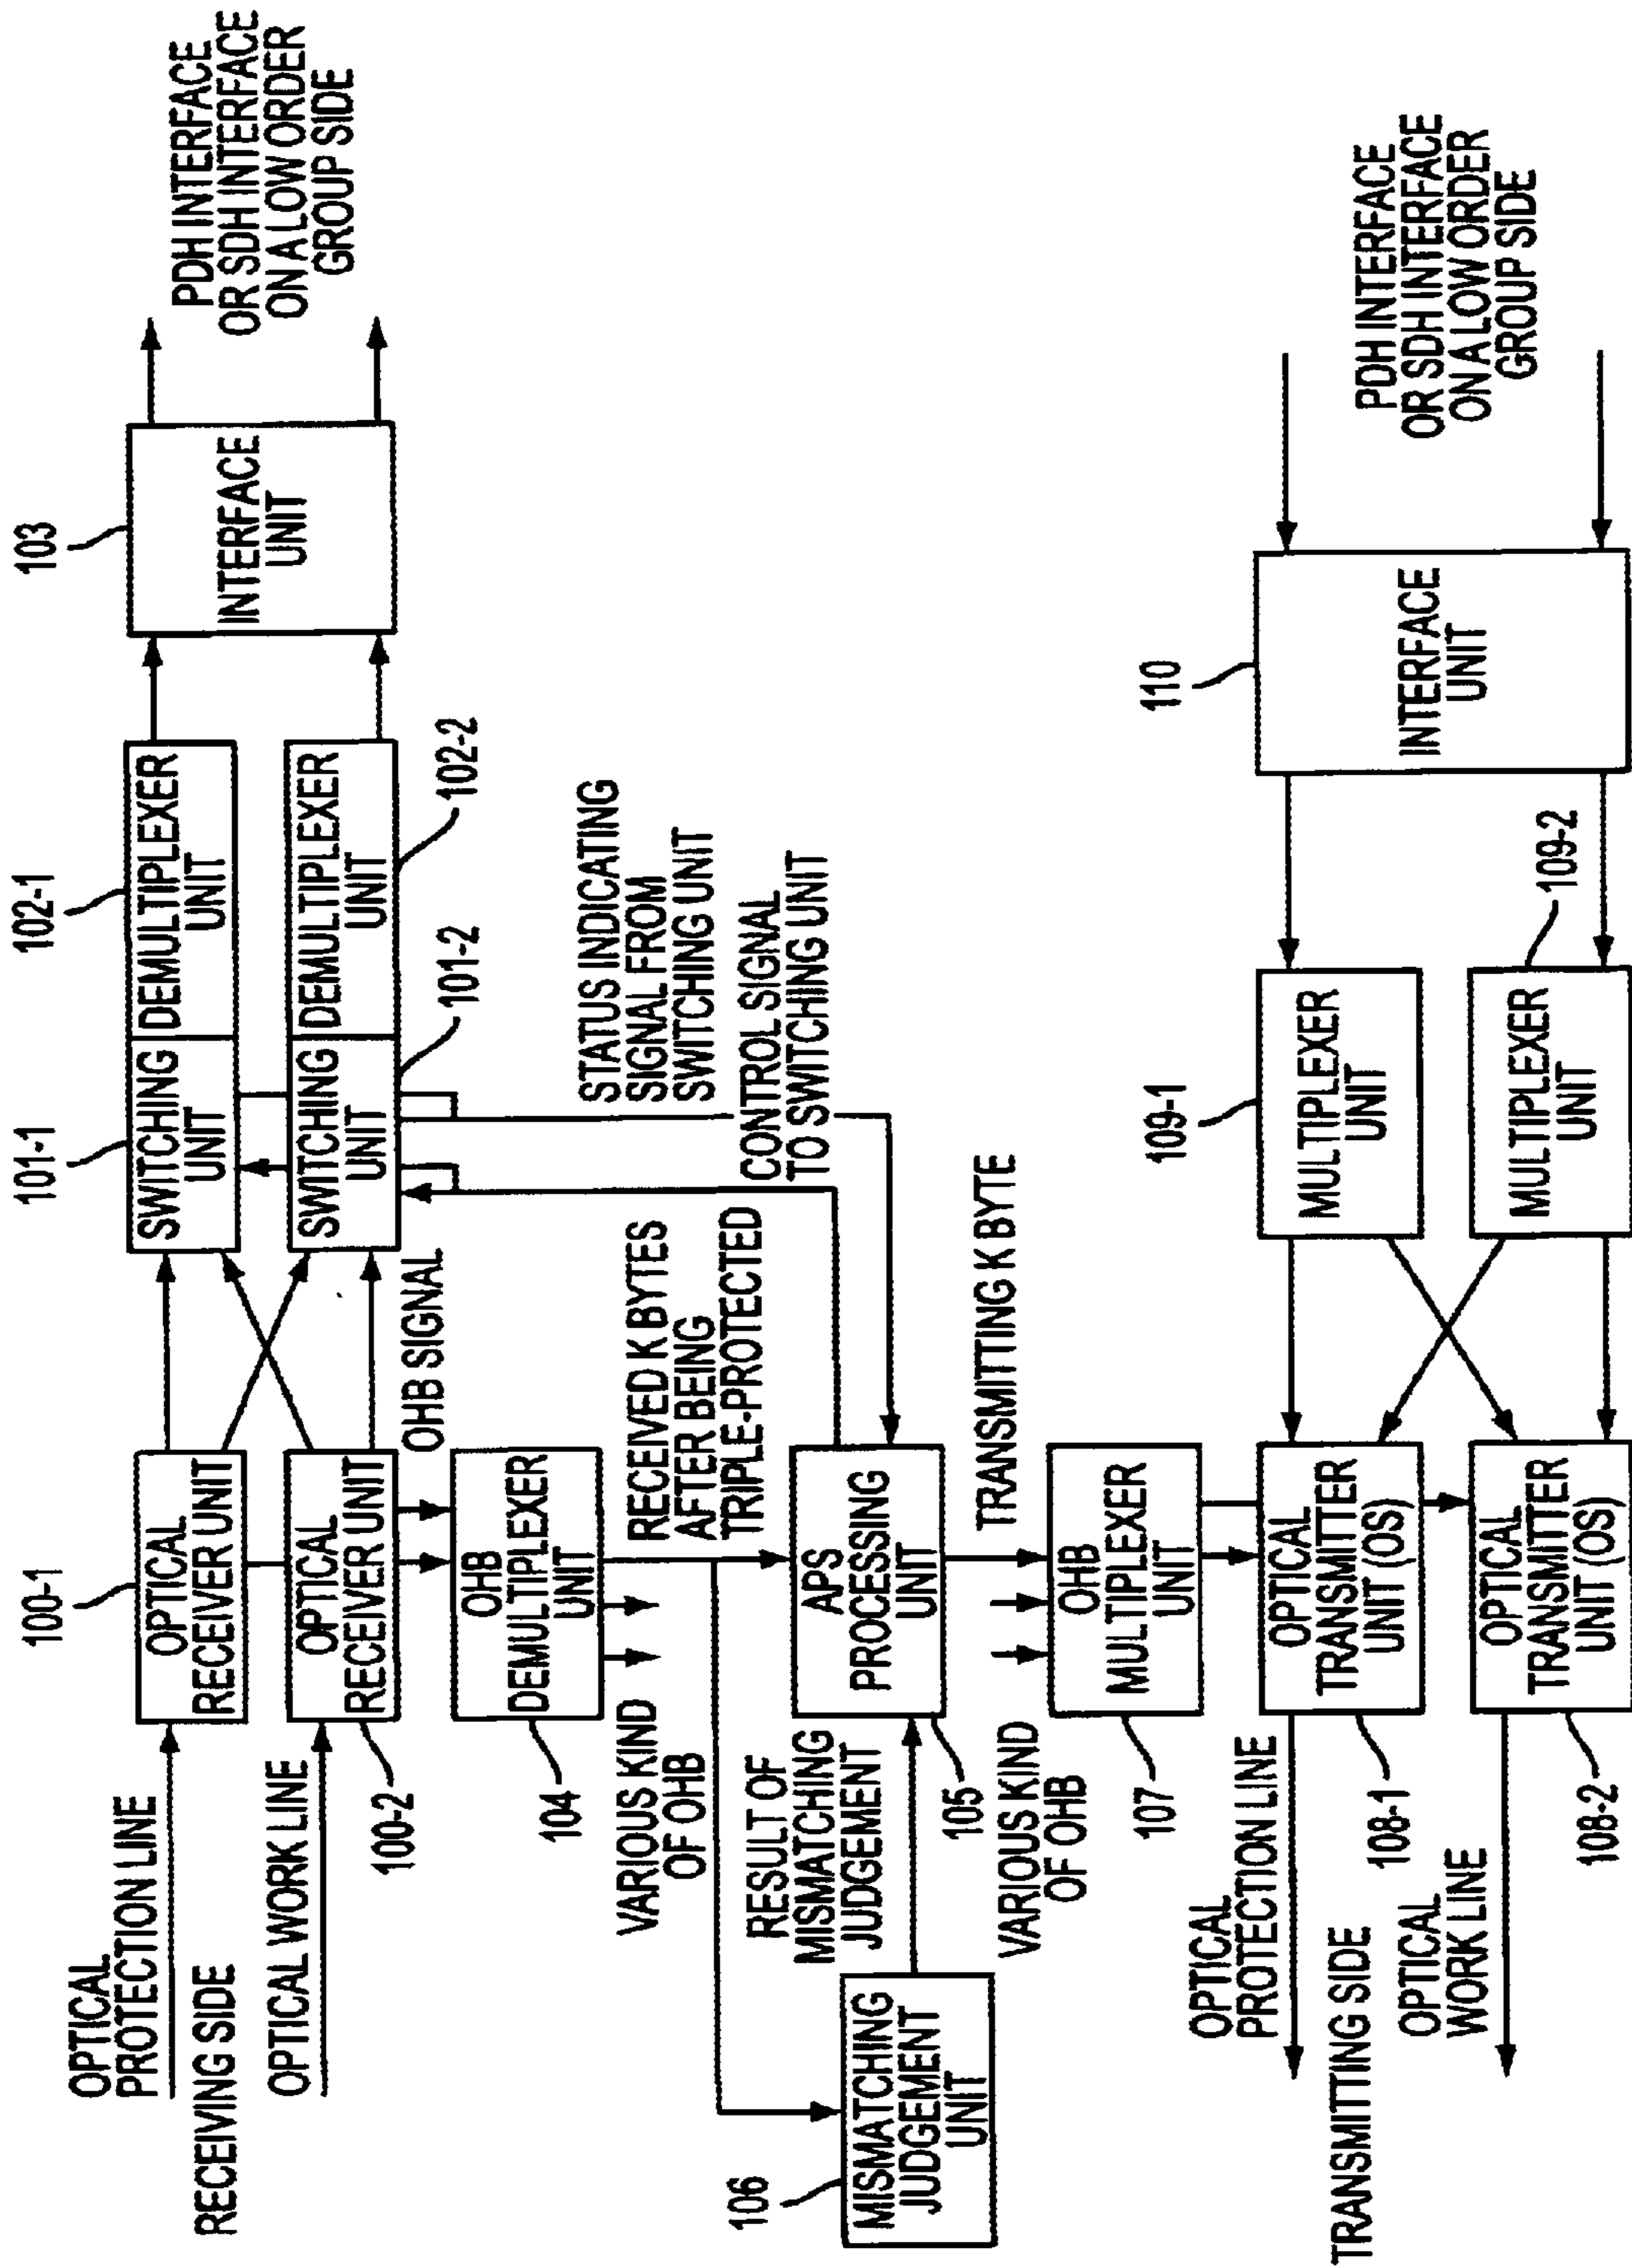 OPTICAL
PROTECTION LINE
RECEIVING SIDE
OPTICAL WORK LINE
100-1
OPTICAL
RECEIVER UNIT
OPTICAL
RECEIVER UNIT
100-2
101-1
SWITCHING
UNIT
SWITCHING
UNIT
101-2
102-1
DEMULTIPLEXER
UNIT
DEMULTIPLEXER
UNIT
102-2
103
INTERFACE
UNIT
PDH INTERFACE
OR SDH INTERFACE
ON A LOW ORDER
GROUP SIDE
OHB SIGNAL
OHB
DEMULTIPLEXER
UNIT
104
STATUS INDICATING
SIGNAL FROM
SWITCHING UNIT
CONTROL SIGNAL
TO SWITCHING UNIT
VARIOUS KIND
OF OHB
RECEIVED K BYTES
AFTER BEING
TRIPLE-PROTECTED
106
MISMATCHING
JUDGEMENT
UNIT
RESULT OF
MISMATCHING
JUDGEMENT
APS
PROCESSING
UNIT
105
TRANSMITTING K BYTE
VARIOUS KIND
OF OHB
OHB
MULTIPLEXER
UNIT
107
OPTICAL
PROTECTION LINE
TRANSMITTING SIDE
OPTICAL
WORK LINE
OPTICAL
TRANSMITTER
UNIT (OS)
108-1
OPTICAL
TRANSMITTER
UNIT (OS)
108-2
109-1
MULTIPLEXER
UNIT
109-2
MULTIPLEXER
UNIT
110
INTERFACE
UNIT
PDH INTERFACE
OR SDH INTERFACE
ON A LOW ORDER
GROUP SIDE